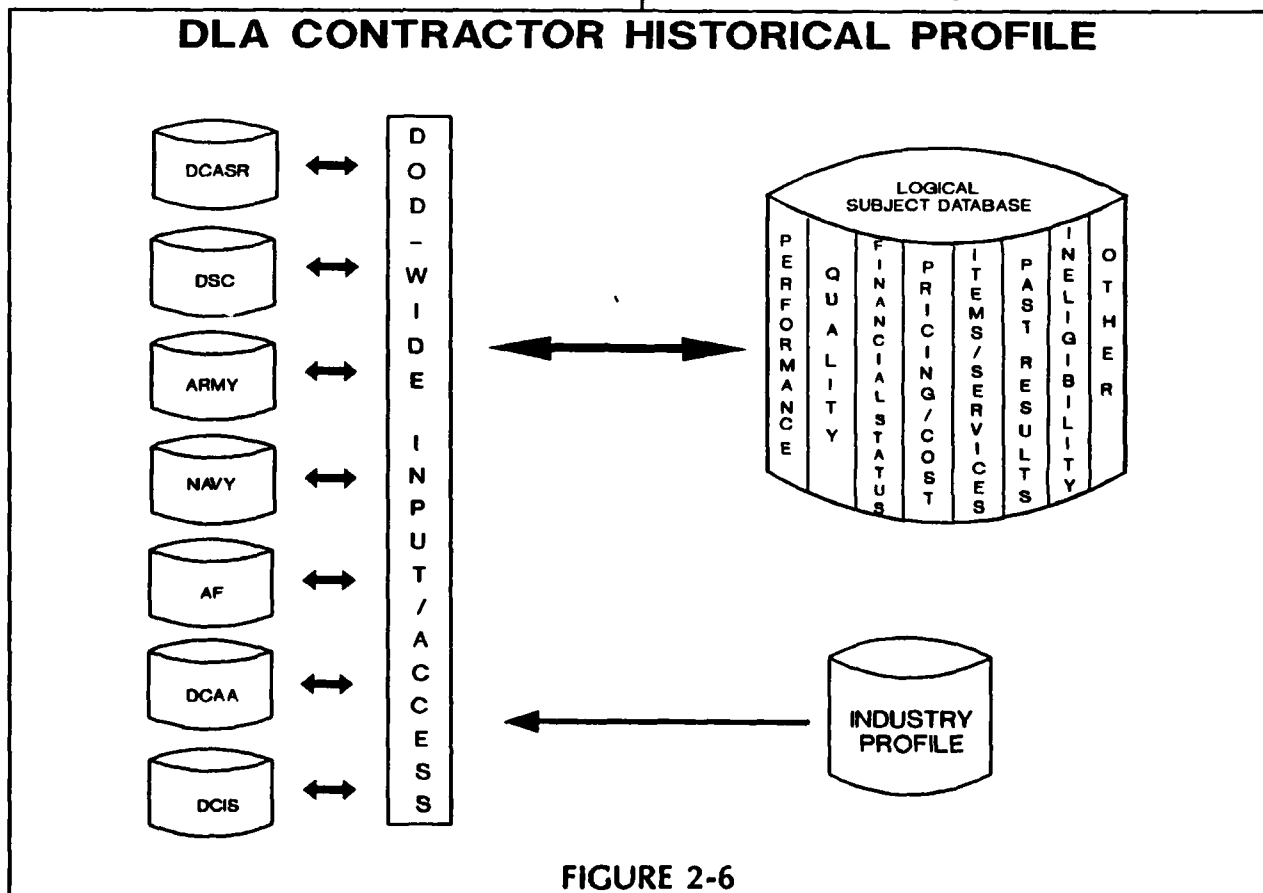 DLA CONTRACTOR HISTORICAL PROFILE
DCASR
DSC
ARMY
NAVY
AF
DCAA
DCIS
DOD-WIDE INPUT/ACCESS
LOGICAL
SUBJECT DATABASE
PERFORMANCE
QUALITY
FINANCIAL STATUS
PRICING/COST
ITEMS/SERVICES
PAST RESULTS
INELIGIBILITY
OTHER
INDUSTRY
PROFILE
FIGURE 2-6